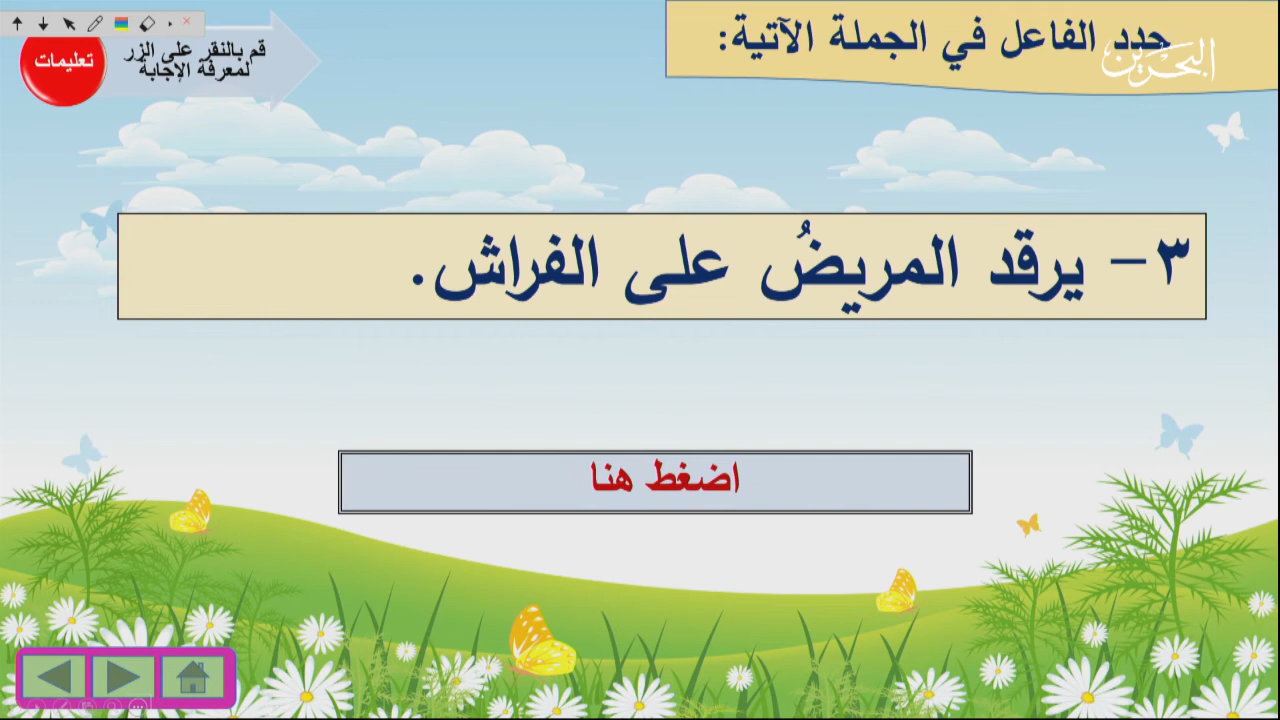 حدد الفاعل في الجملة الآتية:
البحرين
قم بالنقر على الزر
لمعرفة الإجابة
تعليمات
٣- يرقد المريضُ على الفراش.
اضغط هنا